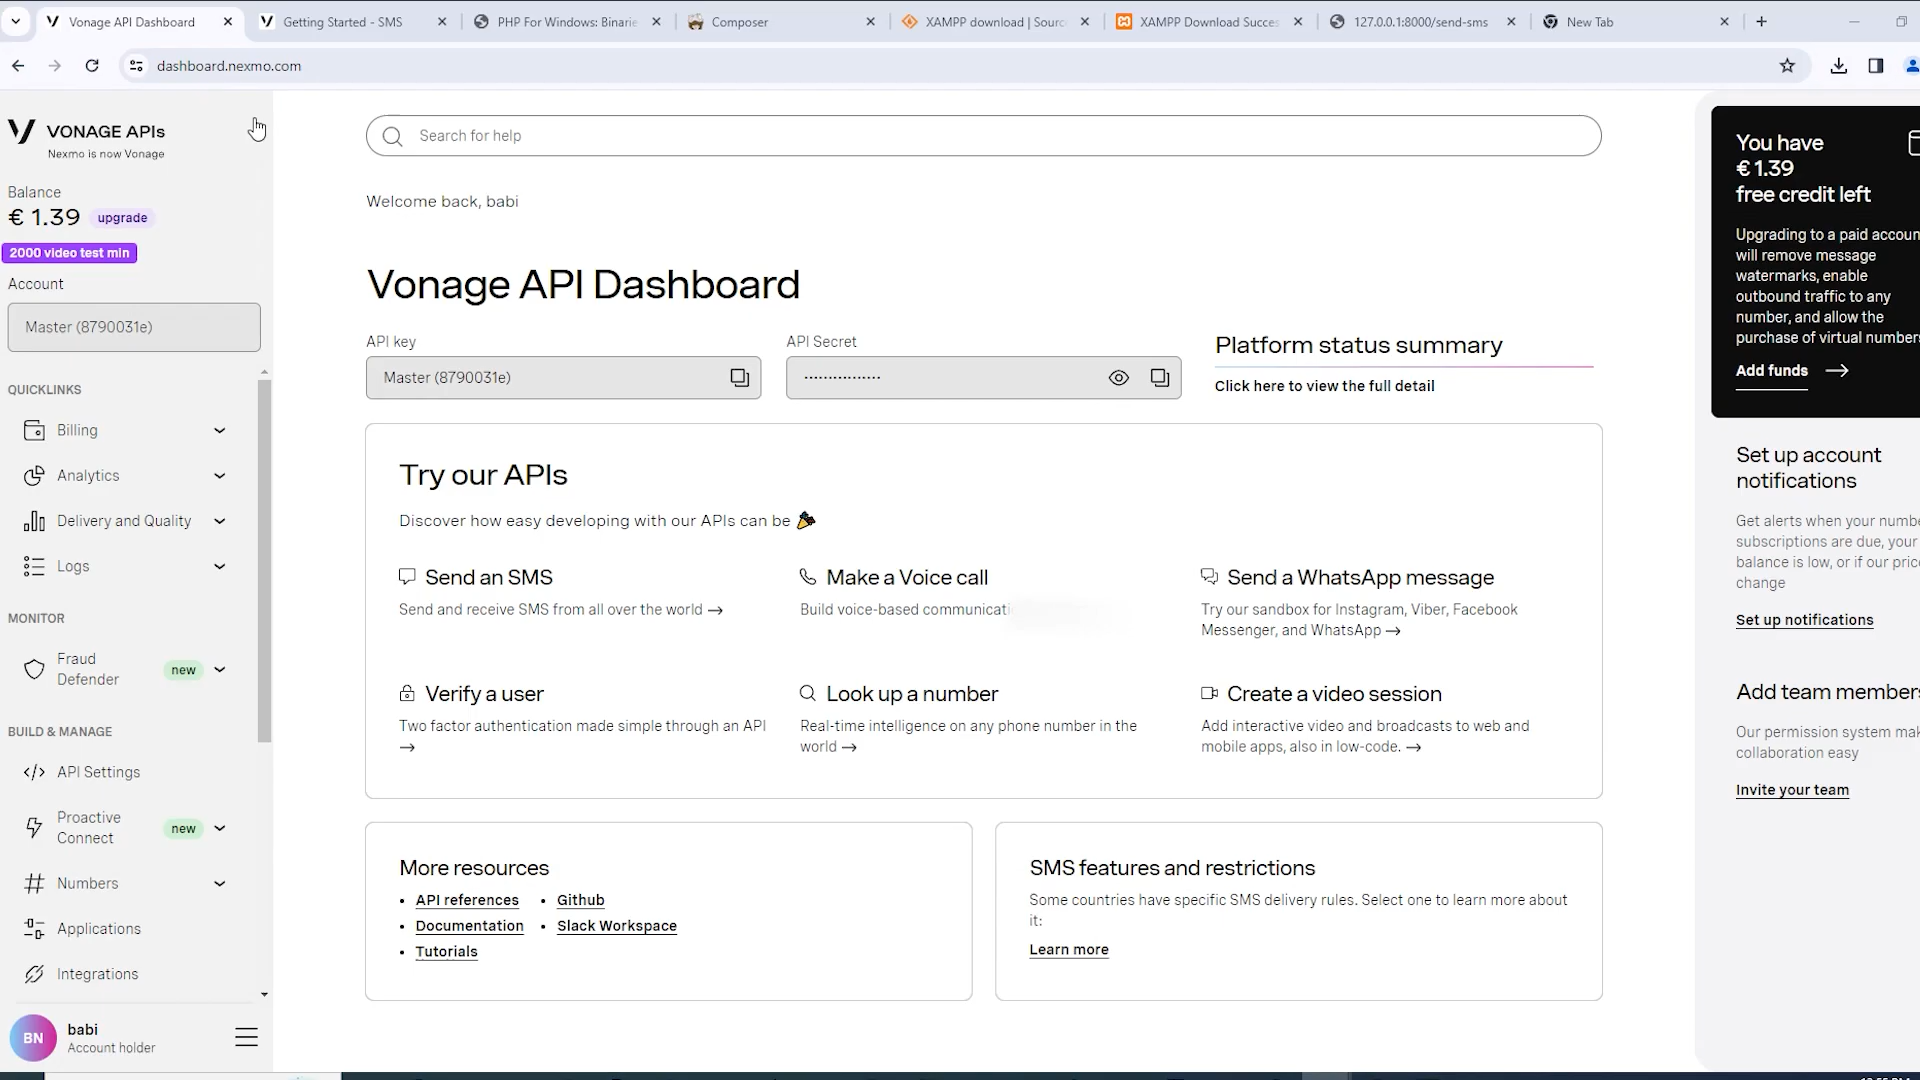 Vonage API Dashboard
Getting Started - SMS
PHP For Windows: Binarie
Composer
XAMPP download | Sourc
XAMPP Download Succes
127.0.0.1:8000/send-sms
New Tab
dashboard.nexmo.com
VONAGE APIs
Nexmo is now Vonage
Balance
€ 1.39 upgrade
2000 video test min
Account
Master (8790031e)
QUICKLINKS
Billing
Analytics
Delivery and Quality
Logs
MONITOR
Fraud
Defender
new
BUILD & MANAGE
API Settings
Proactive
Connect
new
Numbers
Applications
Integrations
BN
babi
Account holder
Search for help
Welcome back, babi
Vonage API Dashboard
API key
Master (8790031e)
API Secret
················
Platform status summary
Click here to view the full detail
Try our APIs
Discover how easy developing with our APIs can be
Send an SMS
Send and receive SMS from all over the world →
Make a Voice call
Build voice-based communicati
Send a WhatsApp message
Try our sandbox for Instagram, Viber, Facebook
Messenger, and WhatsApp →
Verify a user
Two factor authentication made simple through an API
→
Look up a number
Real-time intelligence on any phone number in the
world →
Create a video session
Add interactive video and broadcasts to web and
mobile apps, also in low-code. →
More resources
• API references
• Github
• Documentation
• Slack Workspace
• Tutorials
SMS features and restrictions
Some countries have specific SMS delivery rules. Select one to learn more about
it:
Learn more
You have
€ 1.39
free credit left
Upgrading to a paid accoun
will remove message
watermarks, enable
outbound traffic to any
number, and allow the
purchase of virtual numbers
Add funds →
Set up account
notifications
Get alerts when your numbe
subscriptions are due, your
balance is low, or if our price
change
Set up notifications
Add team members
Our permission system mak
collaboration easy
Invite your team